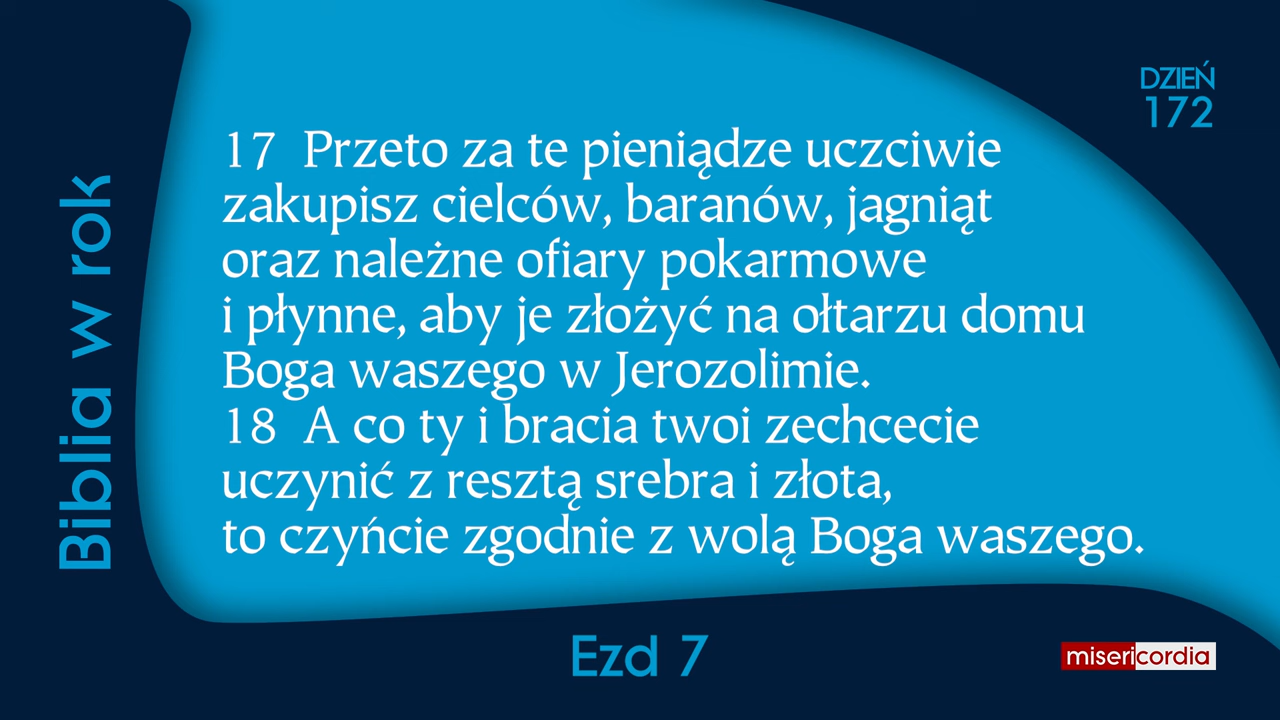 DZIEŃ
172
17 Przeto za te pieniądze uczciwie
zakupisz cielców, baranów, jagniąt
oraz należne ofiary pokarmowe
i płynne, aby je złożyć na ołtarzu domu
Boga waszego w Jerozolimie.
18 A co ty i bracia twoi zechcecie
uczynić z resztą srebra i złota,
to czyńcie zgodnie z wolą Boga waszego.
Biblia w rok
Ezd 7
misericordia